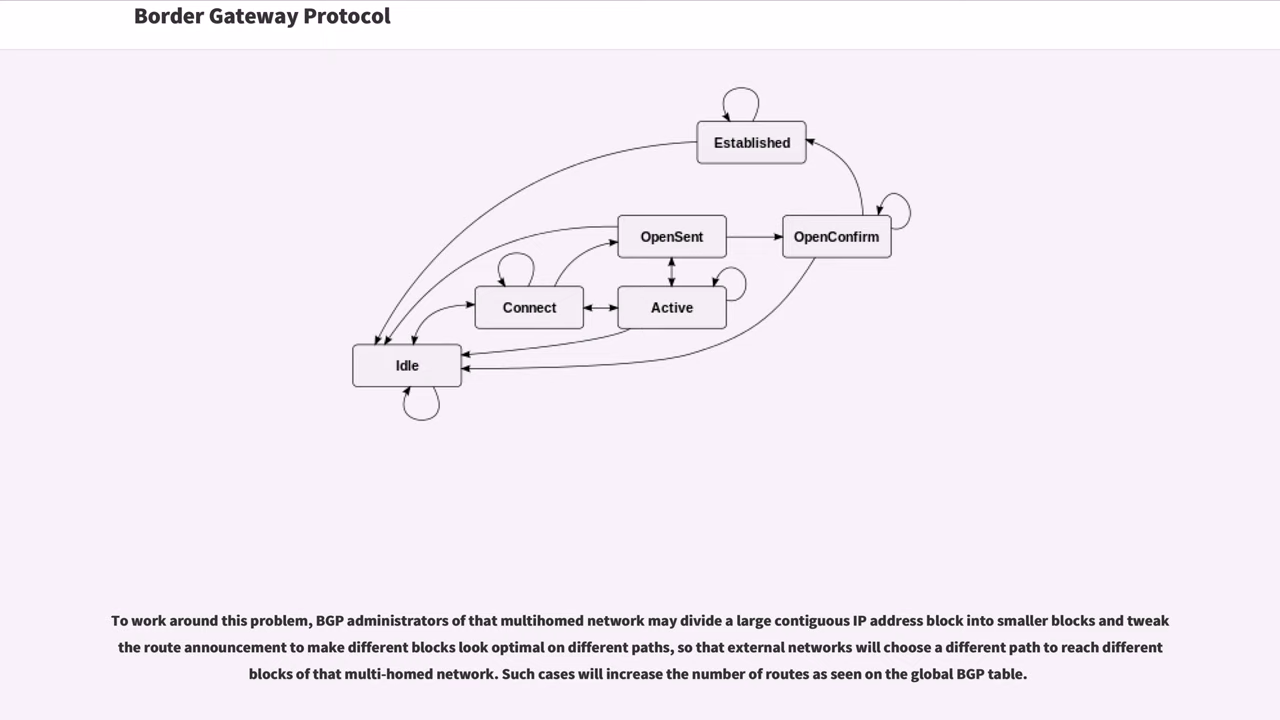 Border Gateway Protocol
Established
OpenSent
OpenConfirm
Connect
Active
Idle
To work around this problem, BGP administrators of that multihomed network may divide a large contiguous IP address block into smaller blocks and tweak
the route announcement to make different blocks look optimal on different paths, so that external networks will choose a different path to reach different
blocks of that multi-homed network. Such cases will increase the number of routes as seen on the global BGP table.